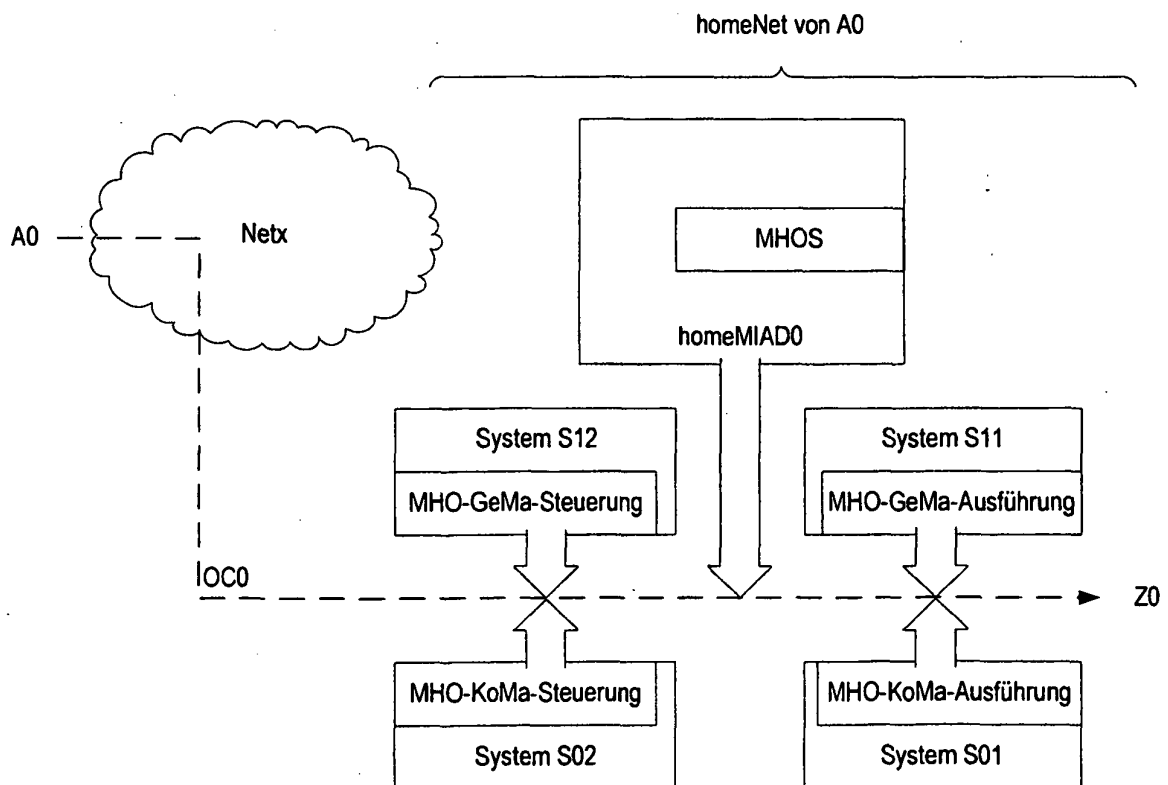 homeNet von A0
A0
Netx
MHOS
homeMIAD0
System S12
System S11
MHO-GeMa-Steuerung
MHO-GeMa-Ausführung
OC0
Z0
MHO-KoMa-Steuerung
MHO-KoMa-Ausführung
System S02
System S01